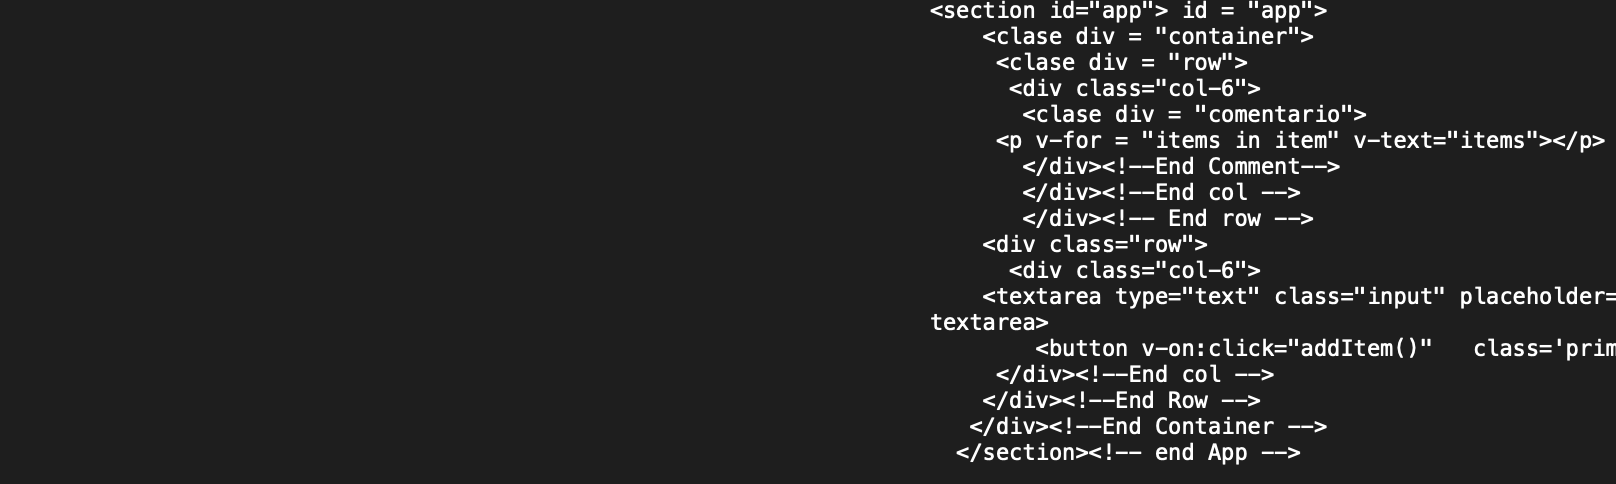 <section id="app"> id = "app">
<clase div = "container">
<clase div = "row">
<div class="col-6">
<clase div = "comentario">
<p v-for = "items in item" v-text="items"></p>
</div><!--End Comment-->
</div><!--End col -->
</div><!-- End row -->
<div class="row">
<div class="col-6">
<textarea type="text" class="input" placeholder=
textarea>
<button v-on:click="addItem()"   class='prim
</div><!--End col -->
</div><!--End Row -->
</div><!--End Container -->
</section><!-- end App -->